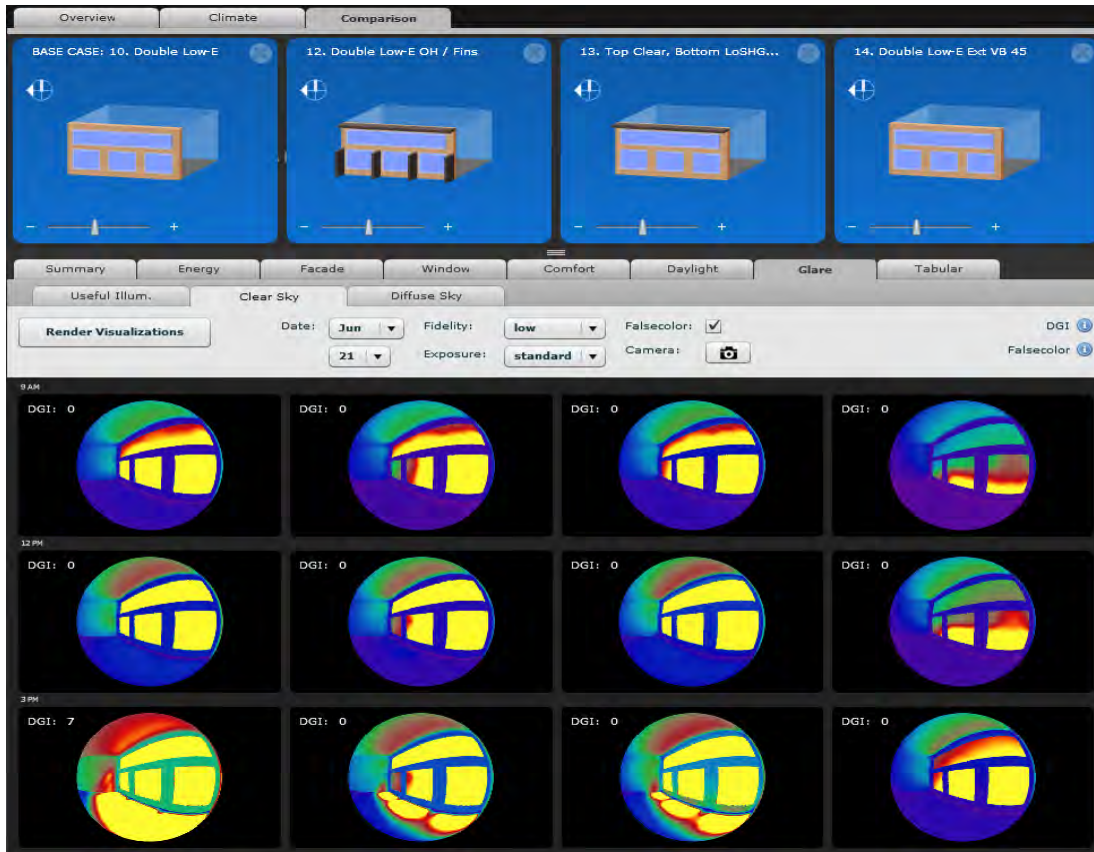 Overview Climate Comparison
BASE CASE: 10. Double Low-E 12. Double Low-E OH / Fins 13. Top Clear, Bottom LoSHG... 14. Double Low-E Ext VB 45
- + - + - + - +
Summary Energy Facade Window Comfort Daylight Glare Tabular
Useful Illum. Clear Sky Diffuse Sky
Render Visualizations Date: Jun Fidelity: low Falsecolor: DGI
21 Exposure: standard Camera: Falsecolor
9 AM
DGI: 0 DGI: 0 DGI: 0 DGI: 0
12 PM
DGI: 0 DGI: 0 DGI: 0 DGI: 0
3 PM
DGI: 7 DGI: 0 DGI: 0 DGI: 0